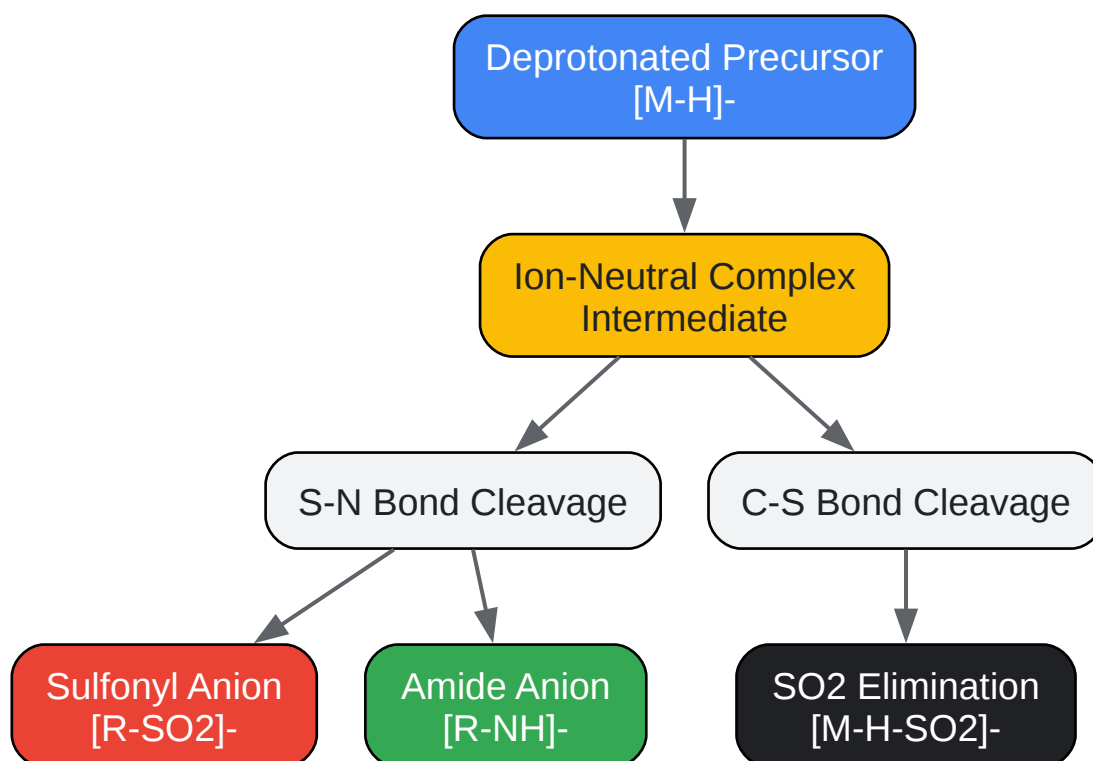 Deprotonated Precursor
[M-H]-
Ion-Neutral Complex
Intermediate
S-N Bond Cleavage
C-S Bond Cleavage
Sulfonyl Anion
[R-SO2]-
Amide Anion
[R-NH]-
SO2 Elimination
[M-H-SO2]-